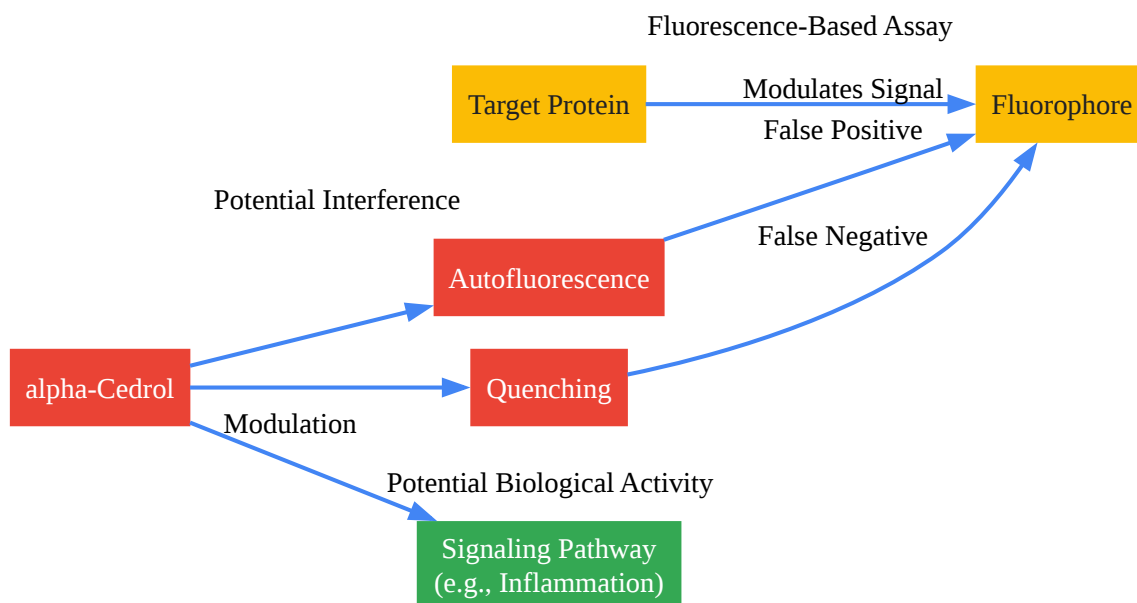 Fluorescence-Based Assay
Target Protein
Modulates Signal
Fluorophore
False Positive
Potential Interference
False Negative
Autofluorescence
alpha-Cedrol
Quenching
Modulation
Potential Biological Activity
Signaling Pathway
(e.g., Inflammation)